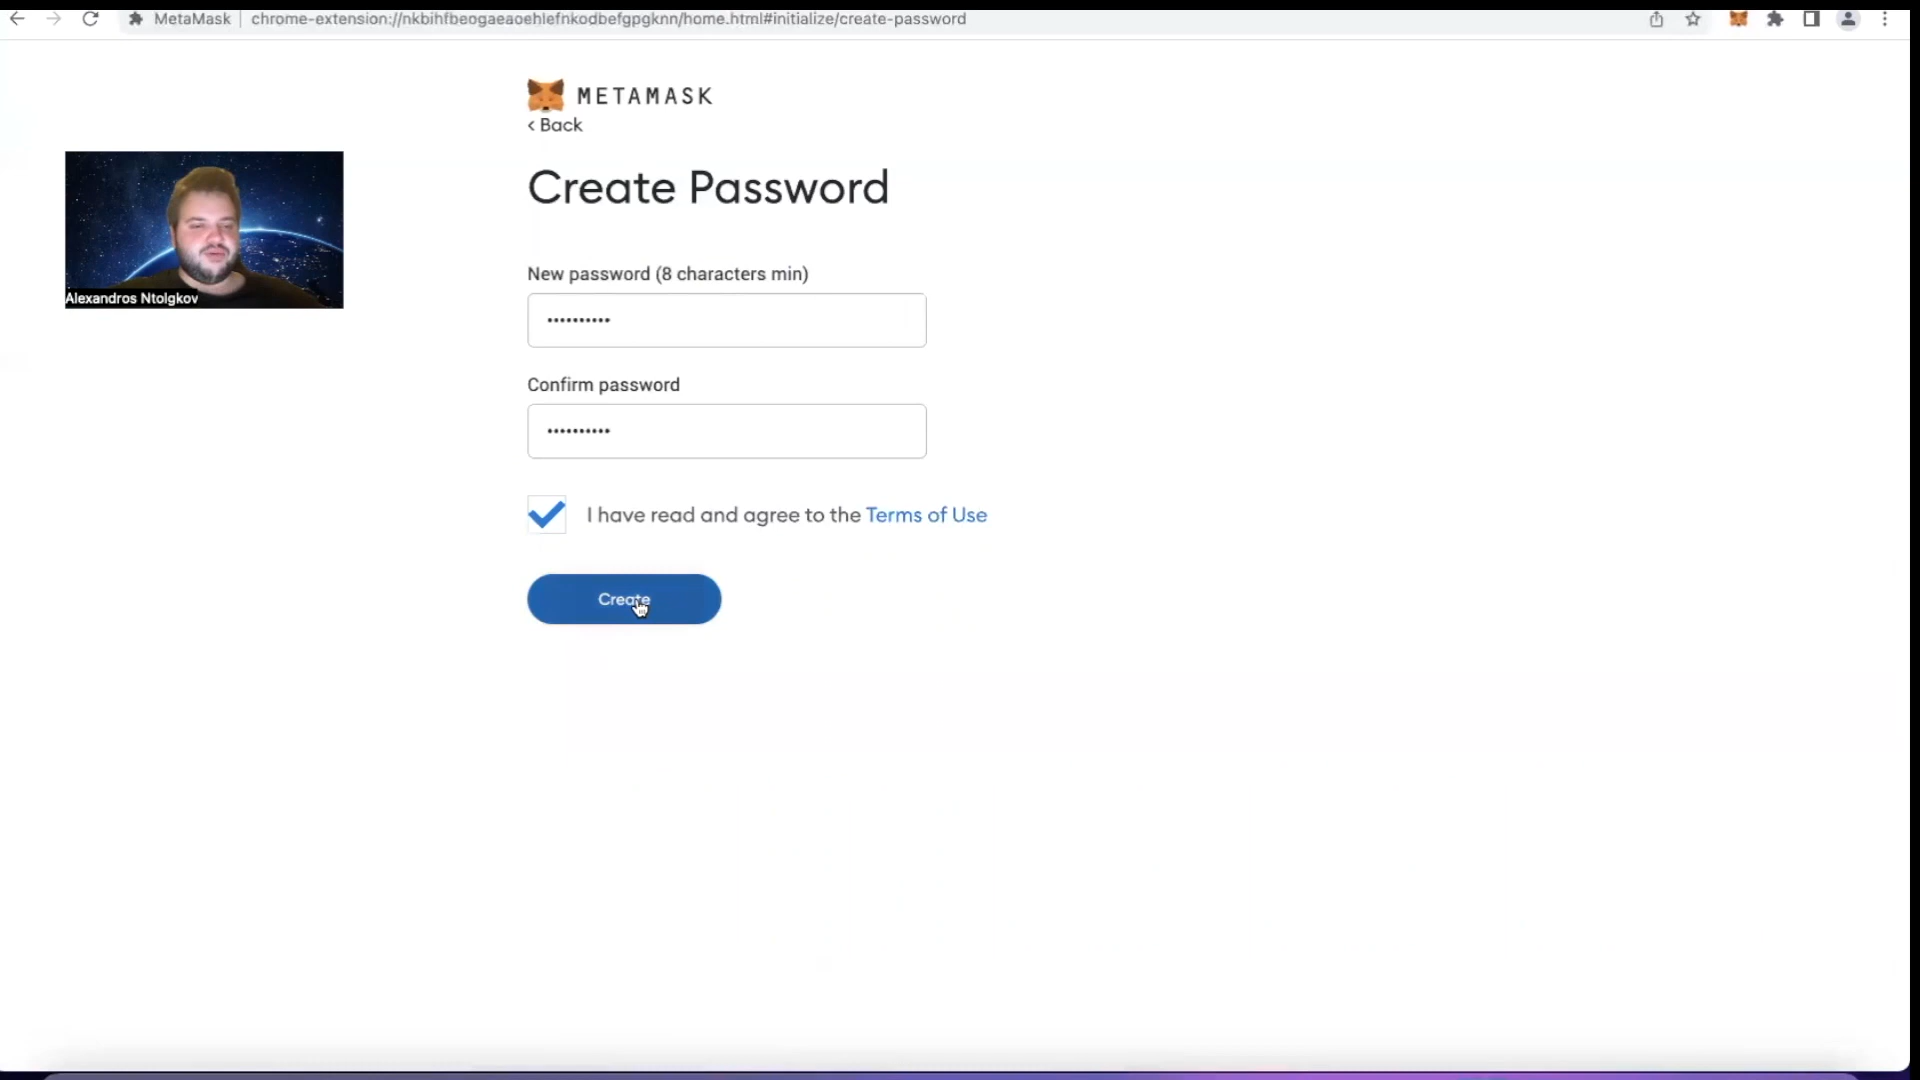 MetaMask | chrome-extension://nkbihfbeogaeaoehlefnkodbefgpgknn/home.html#initialize/create-password
METAMASK
< Back
Create Password
Alexandros Ntolgkov
New password (8 characters min)
••••••••••
Confirm password
••••••••••
I have read and agree to the Terms of Use
Create